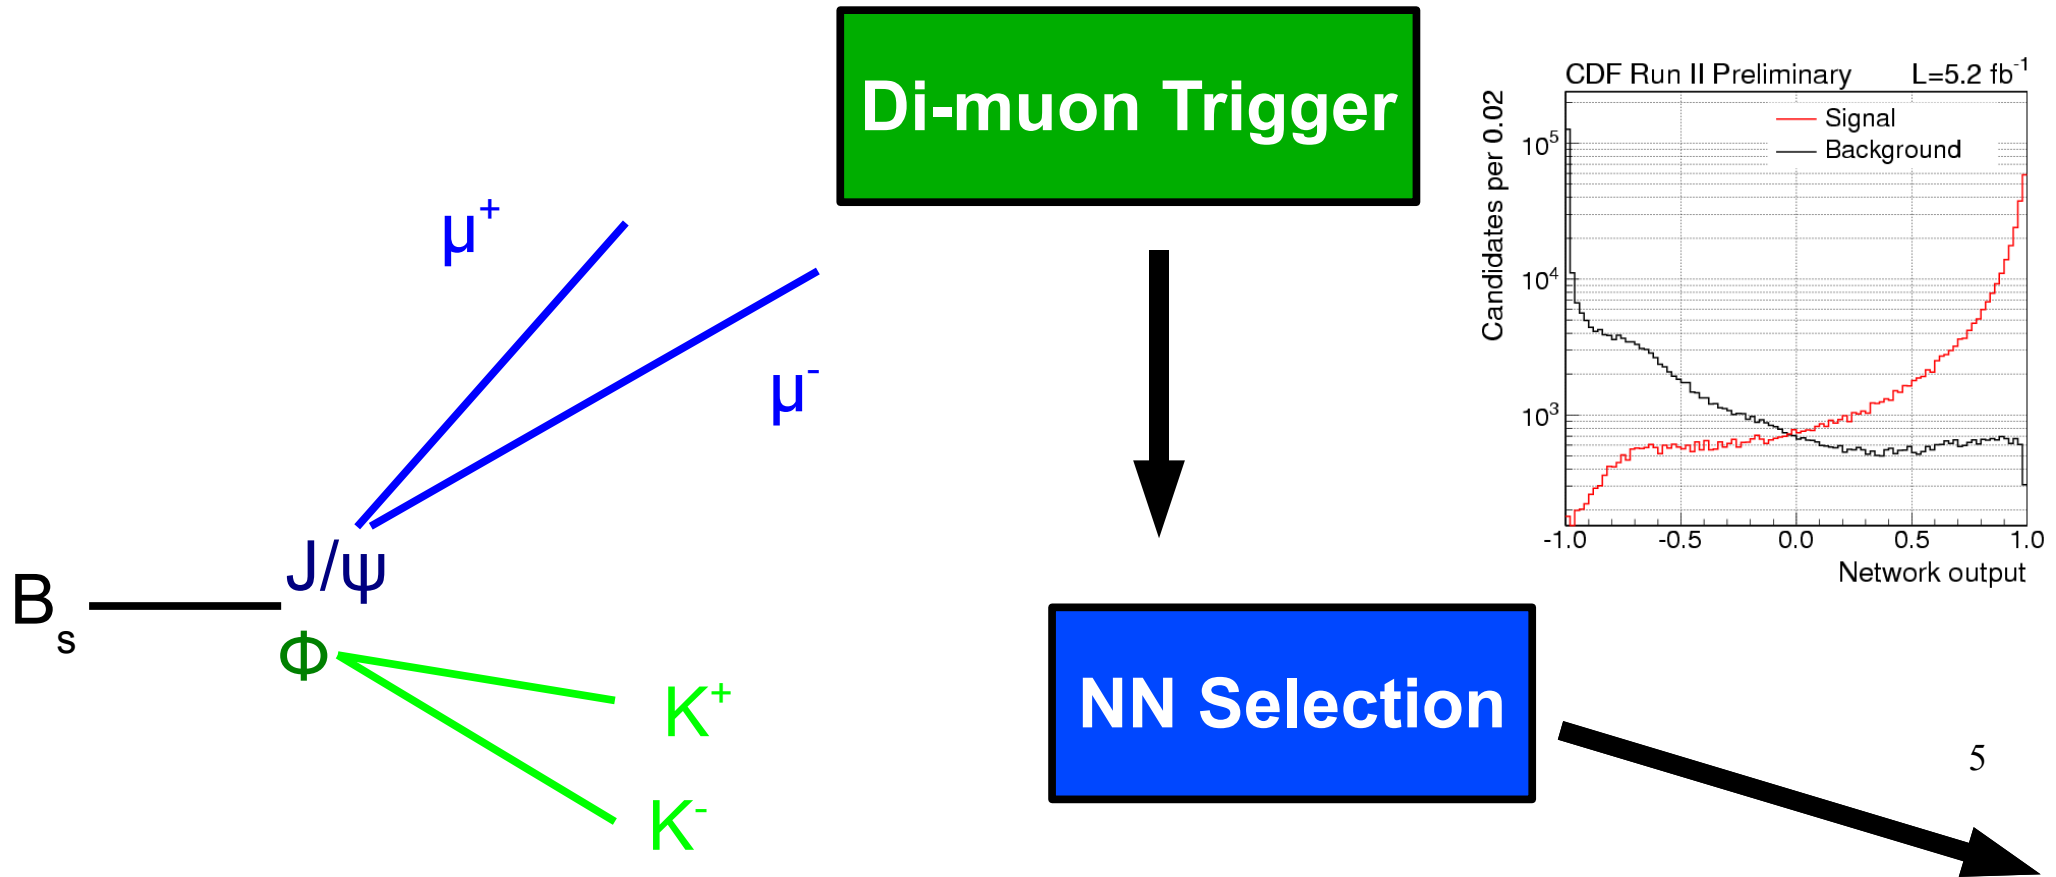 Di-muon Trigger
CDF Run II Preliminary L=5.2 fb⁻¹
Signal
Background
Candidates per 0.02
10⁵
10⁴
10³
-1.0 -0.5 0.0 0.5 1.0
Network output
μ⁺
μ⁻
J/ψ
Bₛ
Φ
K⁺
K⁻
NN Selection
5